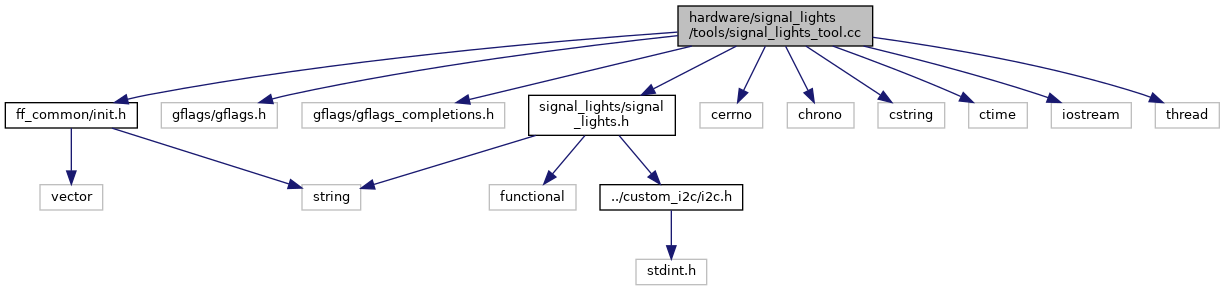 hardware/signal_lights
/tools/signal_lights_tool.cc
ff_common/init.h
gflags/gflags.h
gflags/gflags_completions.h
signal_lights/signal
_lights.h
cerrno
chrono
cstring
ctime
iostream
thread
vector
string
functional
../custom_i2c/i2c.h
stdint.h